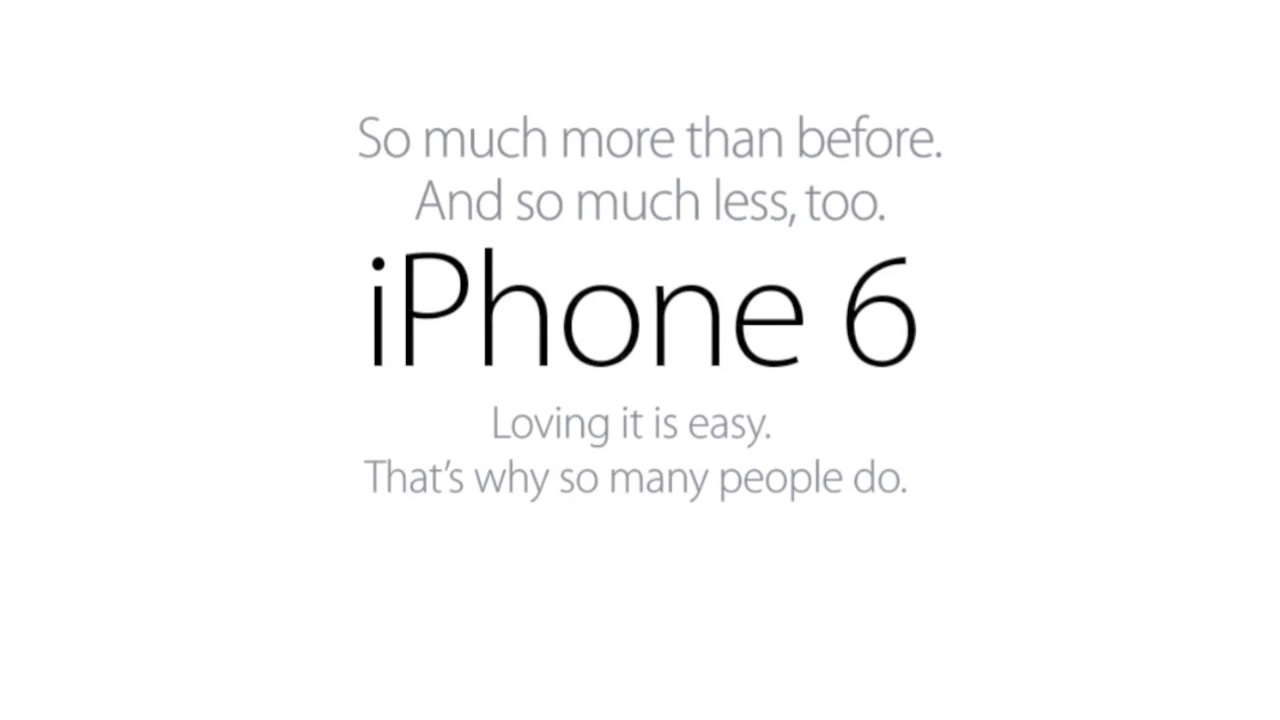 So much more than before.
And so much less, too.
iPhone 6
Loving it is easy.
That’s why so many people do.